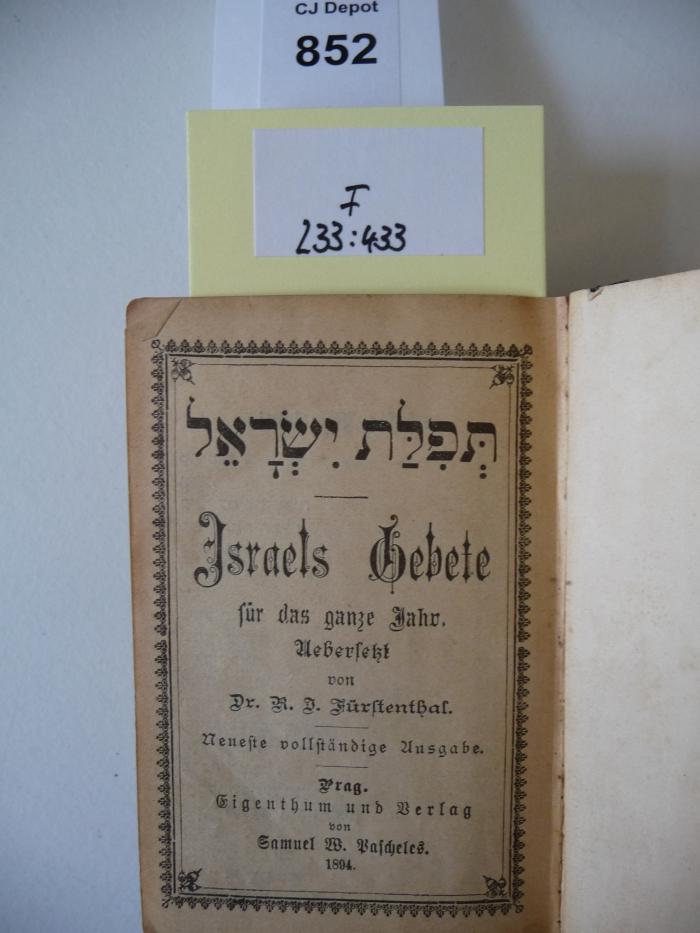 CJ Depot
852
F
233:433
תְּפִלַּת יִשְׂרָאֵל
Israels Gebete
für das ganze Jahr.
Uebersetzt
von
Dr. R. J. Fürstenthal.
Neueste vollständige Ausgabe.
Prag.
Eigenthum und Verlag
von
Samuel W. Pascheles.
1894.